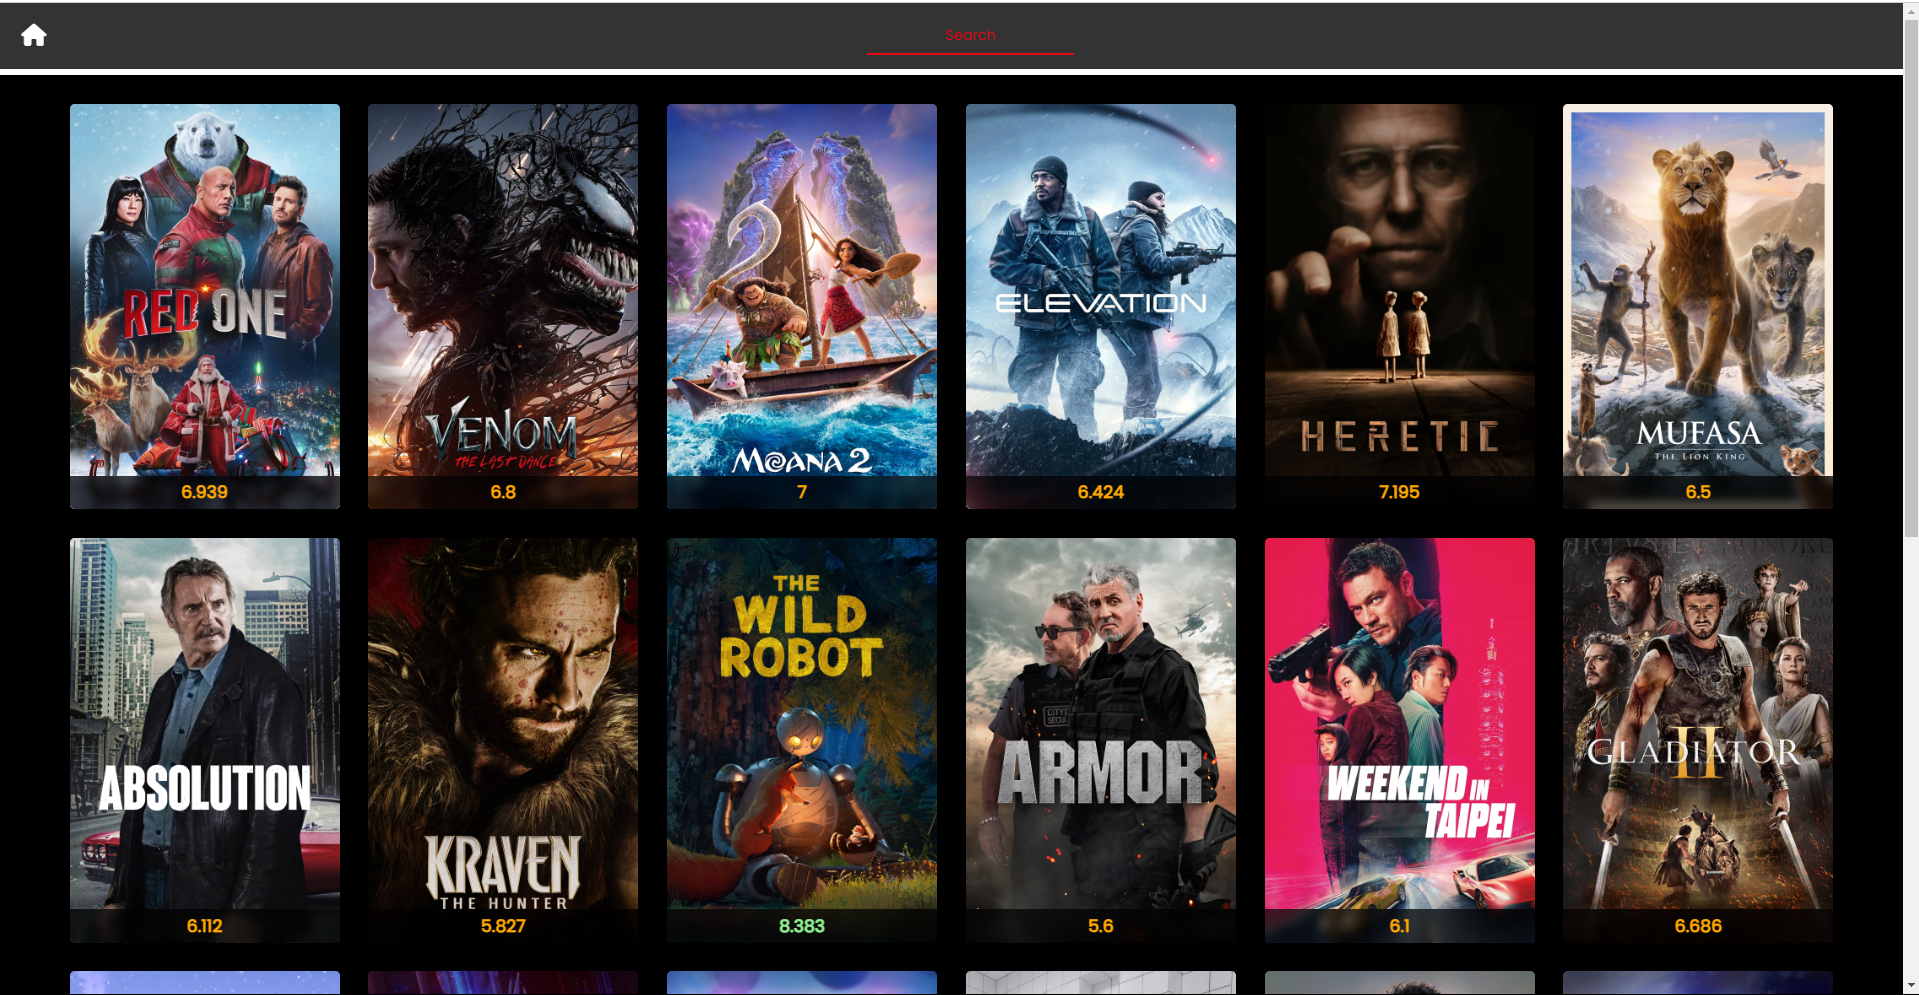 Search
RED ONE
6.939
VENOM
THE LAST DANCE
6.8
MOANA 2
7
ELEVATION
6.424
HERETIC
7.195
MUFASA
THE LION KING
6.5
ABSOLUTION
6.112
KRAVEN
THE HUNTER
5.827
THE
WILD
ROBOT
8.383
ARMOR
5.6
WEEKEND IN
TAIPEI
6.1
GLADIATOR
II
6.686